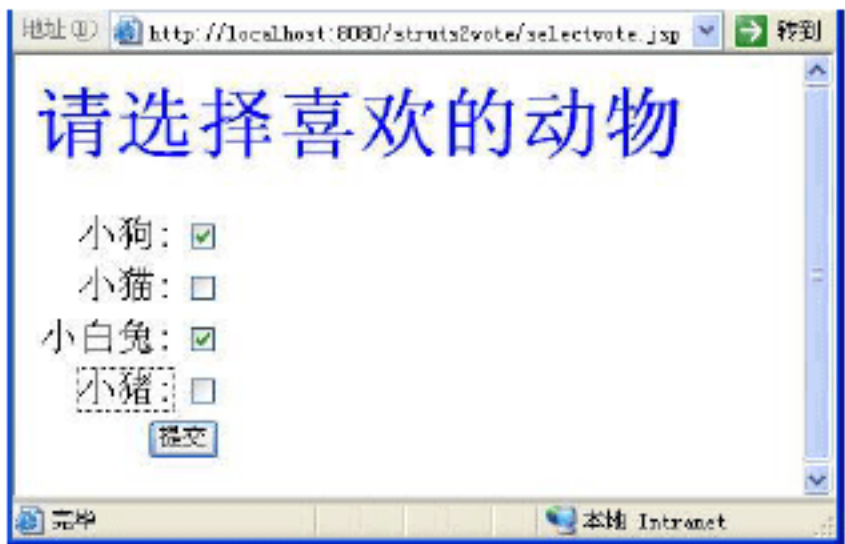 地址(D) http://localhost:8080/struts2vote/selectvote.jsp 转到
请选择喜欢的动物
小狗:
小猫:
小白兔:
小猪:
提交
完毕 本地 Intranet